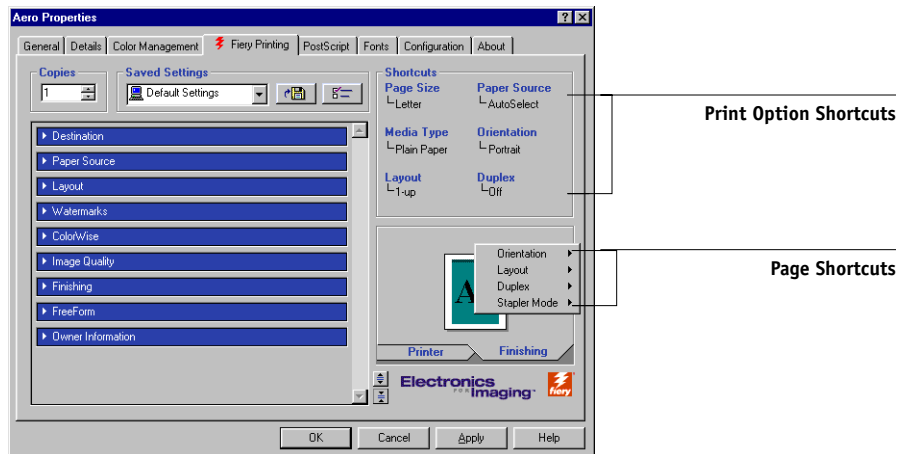 Aero Properties
General Details Color Management Fiery Printing PostScript Fonts Configuration About
Copies
1
Saved Settings
Default Settings
Destination
Paper Source
Layout
Watermarks
ColorWise
Image Quality
Finishing
FreeForm
Owner Information
Shortcuts
Page Size Paper Source
Letter AutoSelect
Media Type Orientation
Plain Paper Portrait
Layout Duplex
1-up Off
Print Option Shortcuts
A
Orientation
Layout
Duplex
Stapler Mode
Page Shortcuts
Printer Finishing
Electronics
FOR Imaging
fiery
OK Cancel Apply Help